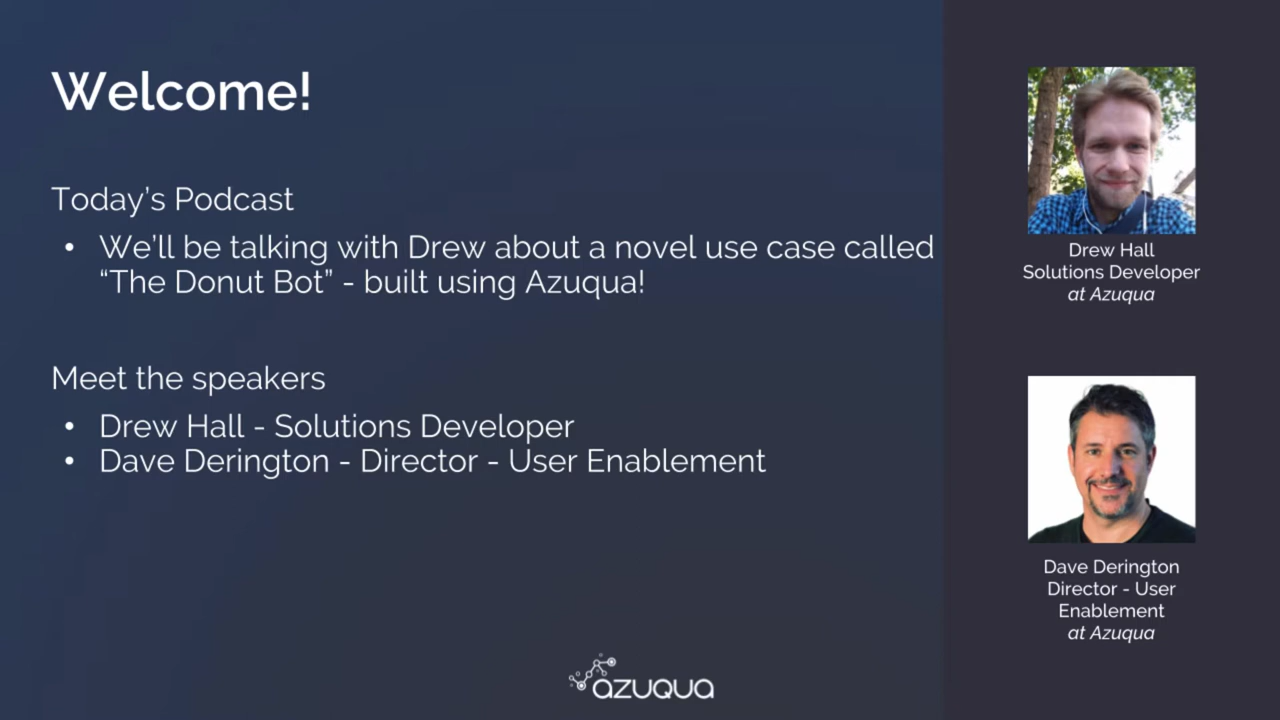 Welcome!
Today's Podcast
• We'll be talking with Drew about a novel use case called
“The Donut Bot” - built using Azuqua!
Meet the speakers
• Drew Hall - Solutions Developer
• Dave Derington - Director - User Enablement
Drew Hall
Solutions Developer
at Azuqua
Dave Derington
Director - User
Enablement
at Azuqua
azuqua